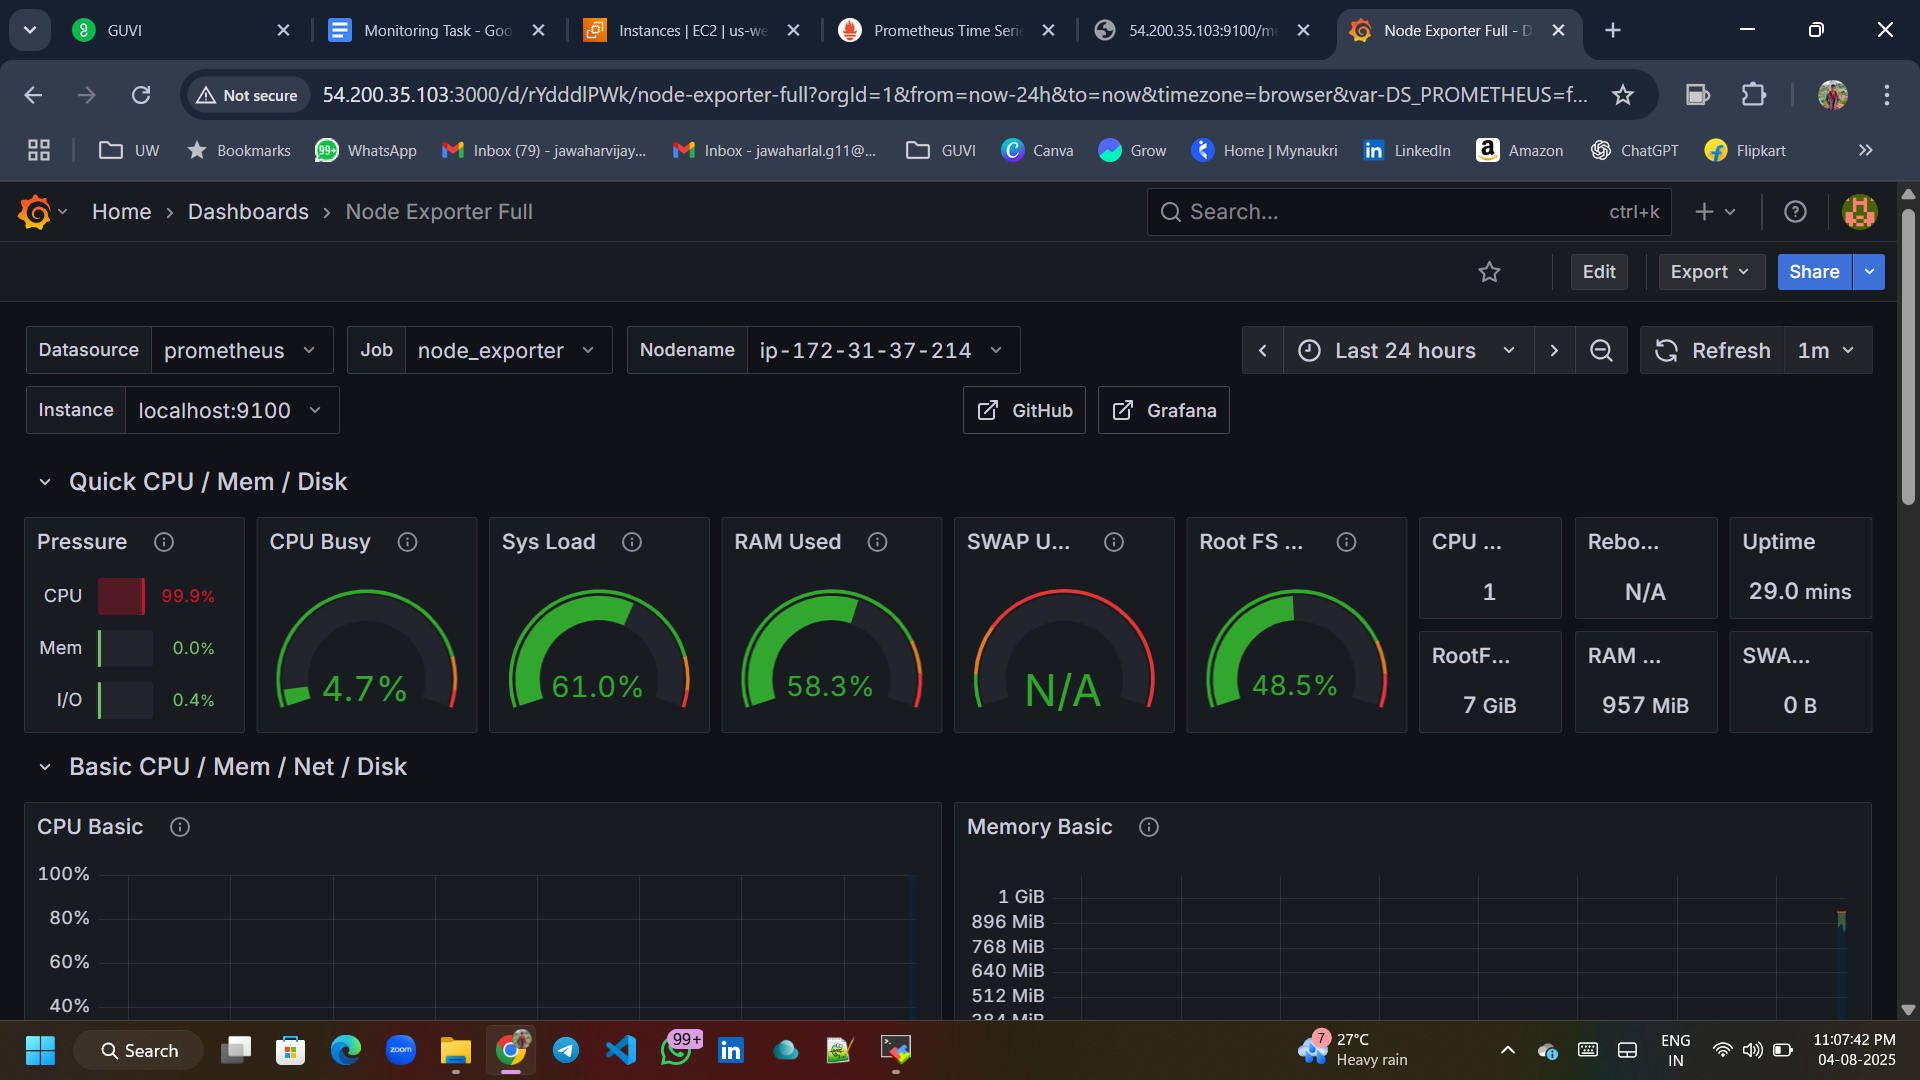 GUVI
Monitoring Task - Goo
Instances | EC2 | us-we
Prometheus Time Seri
54.200.35.103:9100/me
Node Exporter Full - D
Not secure
54.200.35.103:3000/d/rYdddlPWk/node-exporter-full?orgId=1&from=now-24h&to=now&timezone=browser&var-DS_PROMETHEUS=f...
UW
Bookmarks
99+
WhatsApp
Inbox (79) - jawaharvijay...
Inbox - jawaharlal.g11@...
GUVI
Canva
Grow
Home | Mynaukri
LinkedIn
Amazon
ChatGPT
Flipkart
Home › Dashboards › Node Exporter Full
Search...
ctrl+k
Edit
Export
Share
Datasource
prometheus
Job
node_exporter
Nodename
ip-172-31-37-214
Last 24 hours
Refresh
1m
Instance
localhost:9100
GitHub
Grafana
Quick CPU / Mem / Disk
Pressure
CPU
99.9%
Mem
0.0%
I/O
0.4%
CPU Busy
4.7%
Sys Load
61.0%
RAM Used
58.3%
SWAP U...
N/A
Root FS ...
48.5%
CPU ...
1
Rebo...
N/A
Uptime
29.0 mins
RootF...
7 GiB
RAM ...
957 MiB
SWA...
0 B
Basic CPU / Mem / Net / Disk
CPU Basic
100%
80%
60%
40%
Memory Basic
1 GiB
896 MiB
768 MiB
640 MiB
512 MiB
384 MiB
Search
zoom
99+
7
27°C
Heavy rain
ENG
IN
11:07:42 PM
04-08-2025